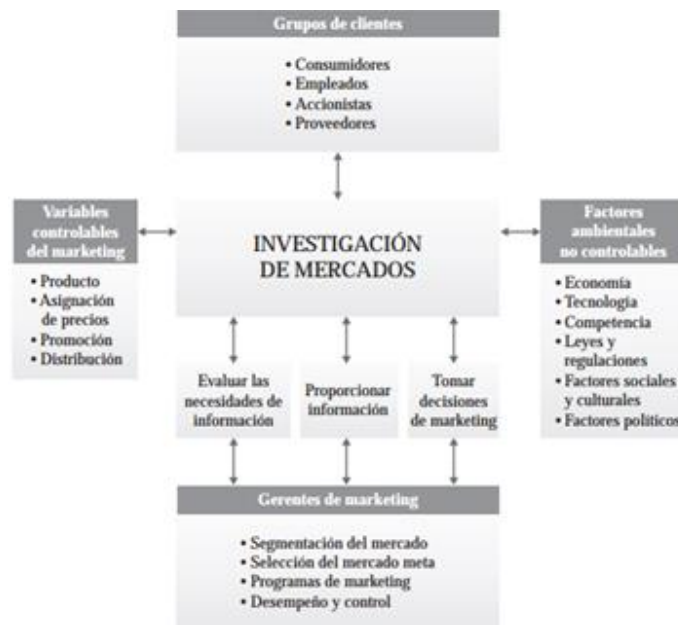 Grupos de clientes
• Consumidores
• Empleados
• Accionistas
• Proveedores
Variables
controlables
del marketing
• Producto
• Asignación
de precios
• Promoción
• Distribución
INVESTIGACIÓN
DE MERCADOS
Factores
ambientales
no controlables
• Economía
• Tecnología
• Competencia
• Leyes y
regulaciones
• Factores sociales
y culturales
• Factores políticos
Evaluar las
necesidades de
información
Proporcionar
información
Tomar
decisiones
de marketing
Gerentes de marketing
• Segmentación del mercado
• Selección del mercado meta
• Programas de marketing
• Desempeño y control